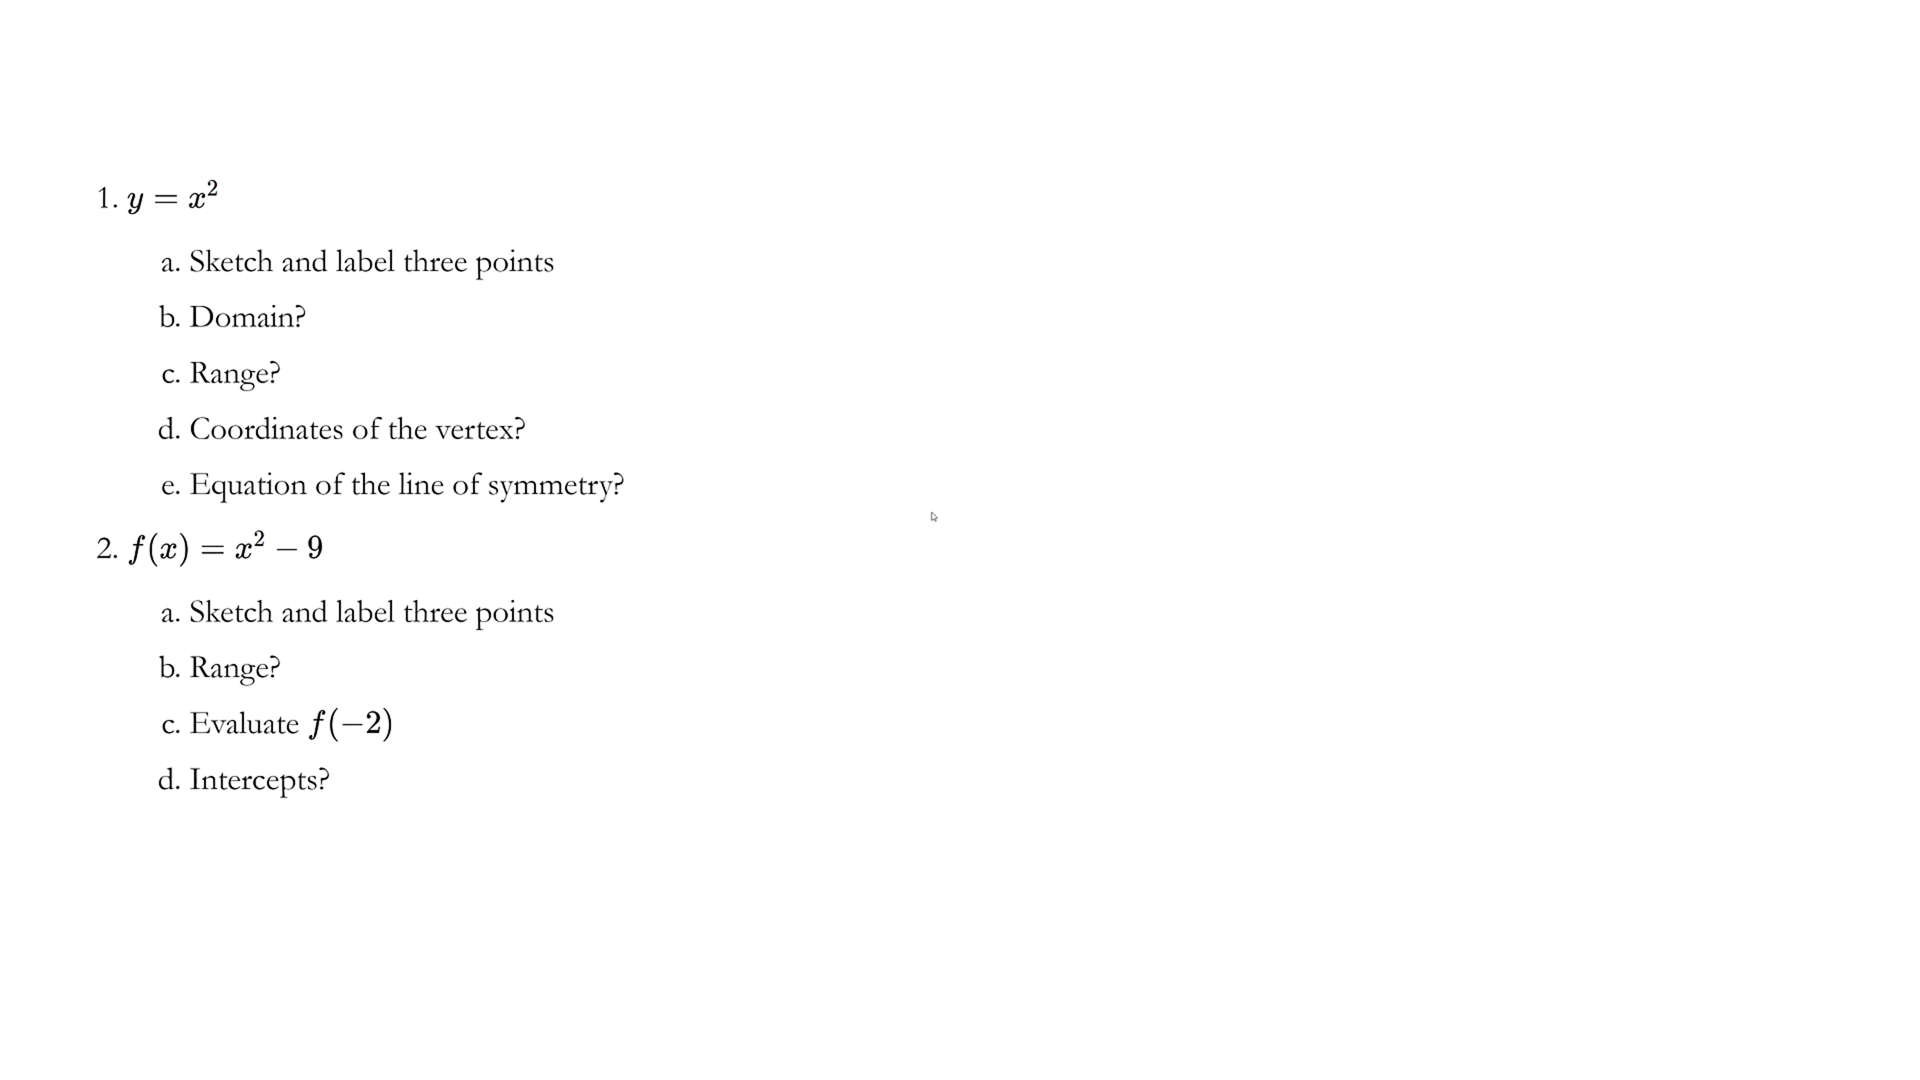 1. y = x²
a. Sketch and label three points
b. Domain?
c. Range?
d. Coordinates of the vertex?
e. Equation of the line of symmetry?
2. f(x) = x² − 9
a. Sketch and label three points
b. Range?
c. Evaluate f(−2)
d. Intercepts?